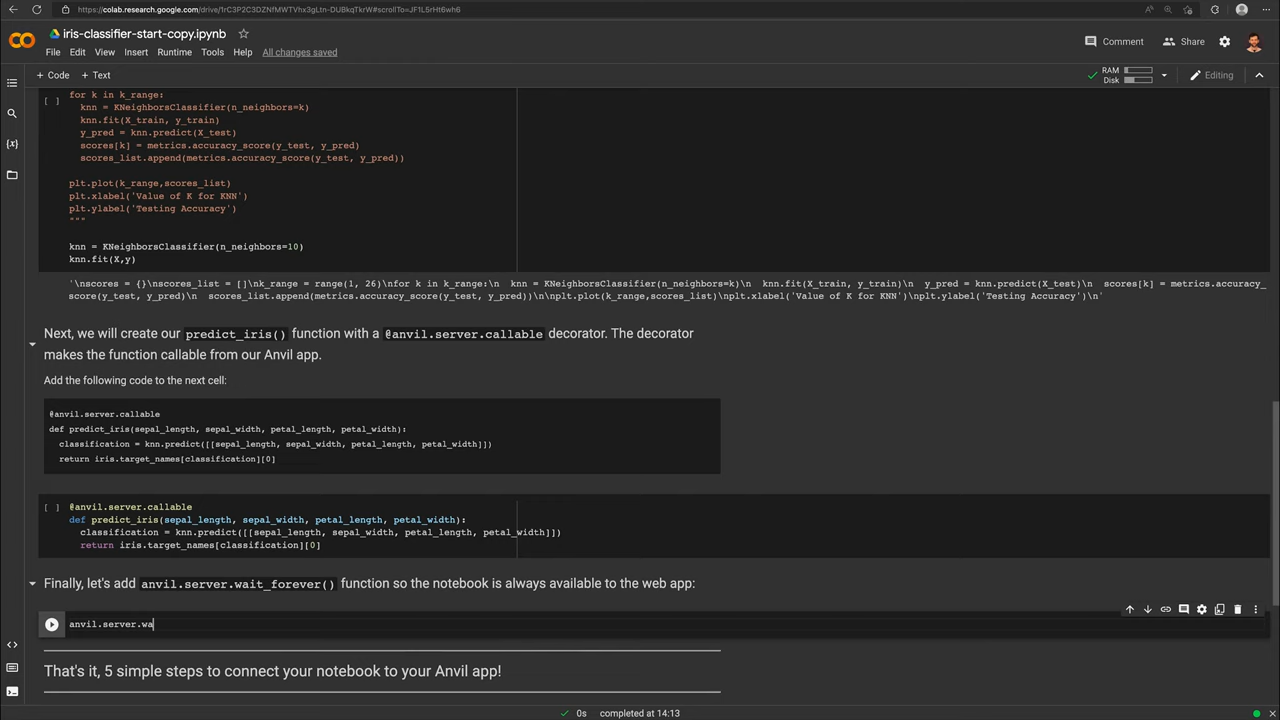 https://colab.research.google.com/drive/1rC3P2C3DZNfMWTVhx3gLtn-DUBkqTkrW#scrollTo=JF1L5rHt6wh6
iris-classifier-start-copy.ipynb
File Edit View Insert Runtime Tools Help All changes saved
Comment Share
+ Code + Text
RAM
Disk
Editing
for k in k_range:
knn = KNeighborsClassifier(n_neighbors=k)
knn.fit(X_train, y_train)
y_pred = knn.predict(X_test)
scores[k] = metrics.accuracy_score(y_test, y_pred)
scores_list.append(metrics.accuracy_score(y_test, y_pred))
plt.plot(k_range,scores_list)
plt.xlabel('Value of K for KNN')
plt.ylabel('Testing Accuracy')
"""
knn = KNeighborsClassifier(n_neighbors=10)
knn.fit(X,y)
'\nscores = {}\nscores_list = []\nk_range = range(1, 26)\nfor k in k_range:\n  knn = KNeighborsClassifier(n_neighbors=k)\n  knn.fit(X_train, y_train)\n  y_pred = knn.predict(X_test)\n  scores[k] = metrics.accuracy_
score(y_test, y_pred)\n  scores_list.append(metrics.accuracy_score(y_test, y_pred))\n\nplt.plot(k_range,scores_list)\nplt.xlabel('Value of K for KNN')\nplt.ylabel('Testing Accuracy')\n'
Next, we will create our predict_iris() function with a @anvil.server.callable decorator. The decorator
makes the function callable from our Anvil app.
Add the following code to the next cell:
@anvil.server.callable
def predict_iris(sepal_length, sepal_width, petal_length, petal_width):
classification = knn.predict([[sepal_length, sepal_width, petal_length, petal_width]])
return iris.target_names[classification][0]
[ ] @anvil.server.callable
def predict_iris(sepal_length, sepal_width, petal_length, petal_width):
classification = knn.predict([[sepal_length, sepal_width, petal_length, petal_width]])
return iris.target_names[classification][0]
Finally, let's add anvil.server.wait_forever() function so the notebook is always available to the web app:
anvil.server.wa
That's it, 5 simple steps to connect your notebook to your Anvil app!
0s completed at 14:13